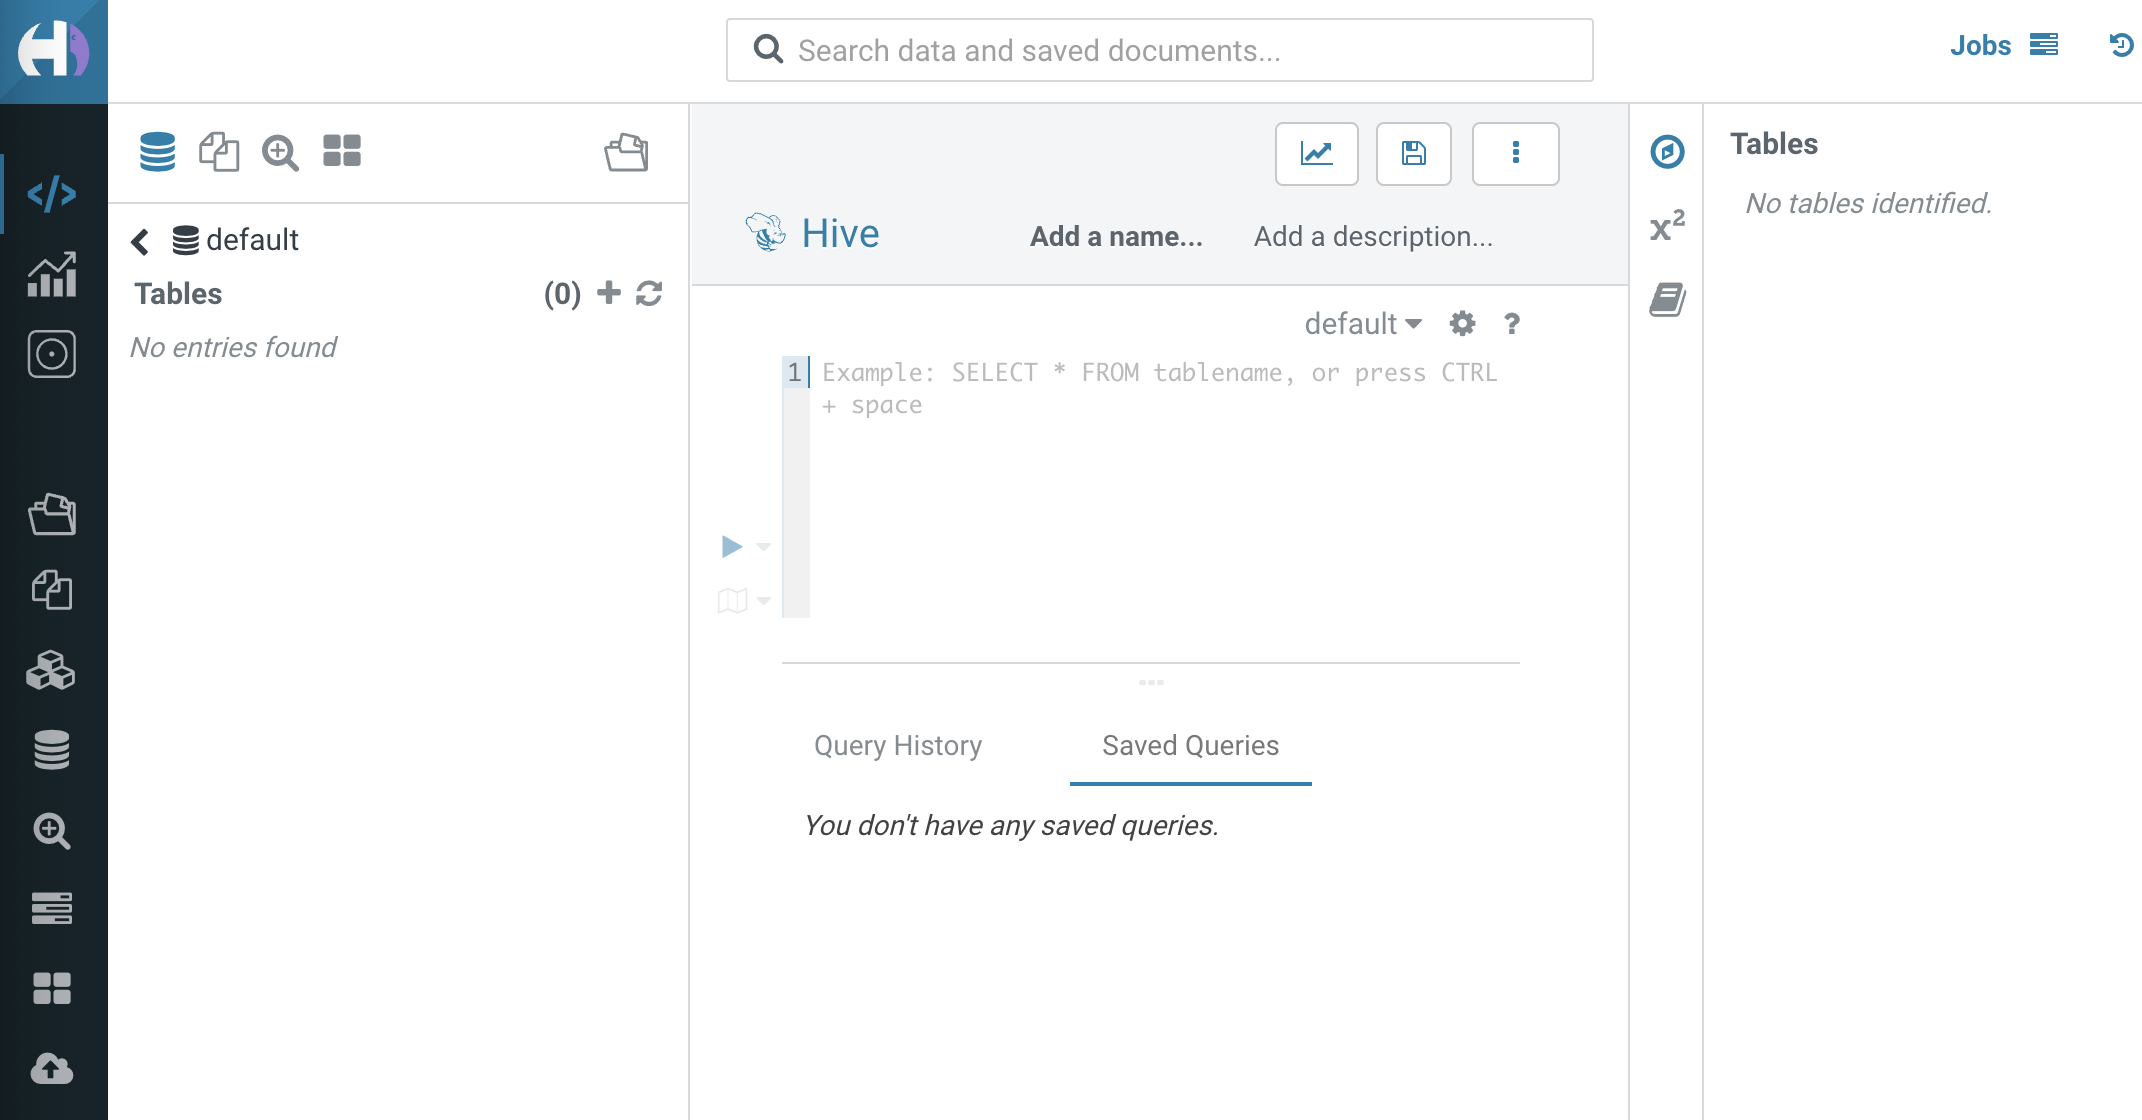 Search data and saved documents...
Jobs
default
Tables (0)
No entries found
Hive Add a name... Add a description...
default ?
1 Example: SELECT * FROM tablename, or press CTRL
+ space
Query History Saved Queries
You don't have any saved queries.
x²
Tables
No tables identified.